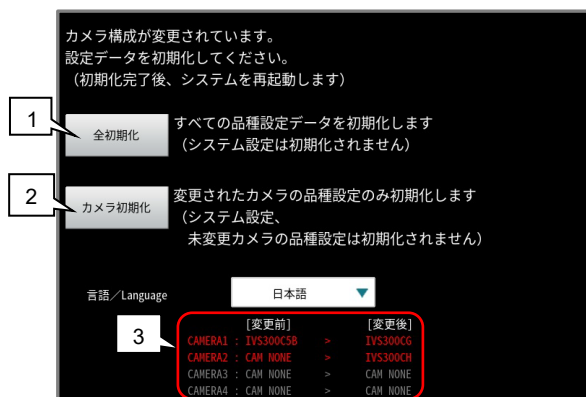 カメラ構成が変更されています。
設定データを初期化してください。
（初期化完了後、システムを再起動します）
1
全初期化
すべての品種設定データを初期化します
（システム設定は初期化されません）
2
カメラ初期化
変更されたカメラの品種設定のみ初期化します
（システム設定、
未変更カメラの品種設定は初期化されません）
言語／Language
日本語
3
[変更前] [変更後]
CAMERA1 : IVS300C5B > IVS300CG
CAMERA2 : CAM NONE > IVS300CH
CAMERA3 : CAM NONE > CAM NONE
CAMERA4 : CAM NONE > CAM NONE